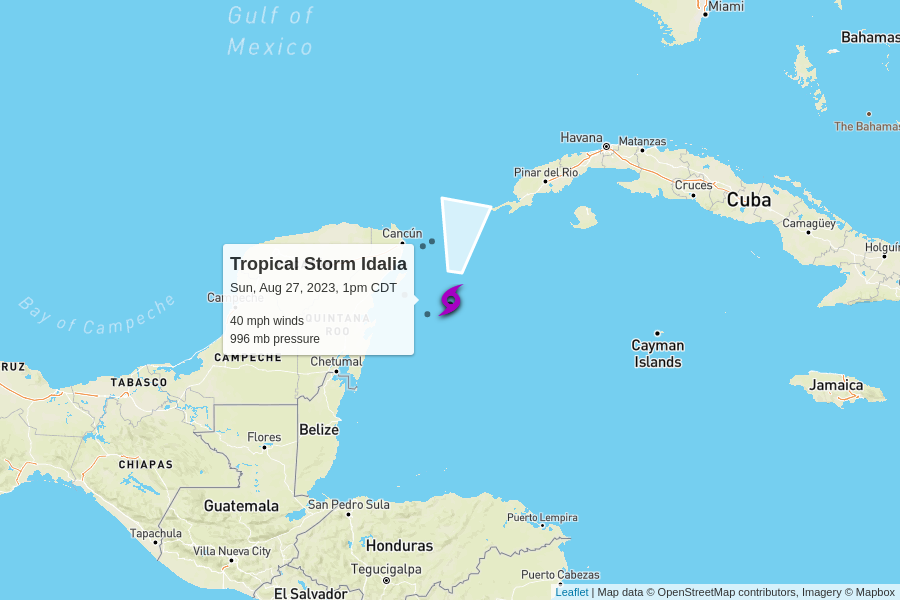 Gulf of
Mexico
Miami
Bahamas
The Bahamas
Havana
Matanzas
Pinar del Rio
Cruces
Cuba
Camagüey
Holguí
Cancún
Tropical Storm Idalia
Sun, Aug 27, 2023, 1pm CDT
40 mph winds
996 mb pressure
Bay of Campeche
Campeche
QUINTANA
ROO
CAMPECHE
Chetumal
RUZ
TABASCO
Cayman
Islands
Jamaica
Belize
Flores
CHIAPAS
Guatemala
San Pedro Sula
Puerto Lempira
Tapachula
Villa Nueva City
Honduras
Tegucigalpa
Puerto Cabezas
El Salvador
Leaflet | Map data © OpenStreetMap contributors, Imagery © Mapbox